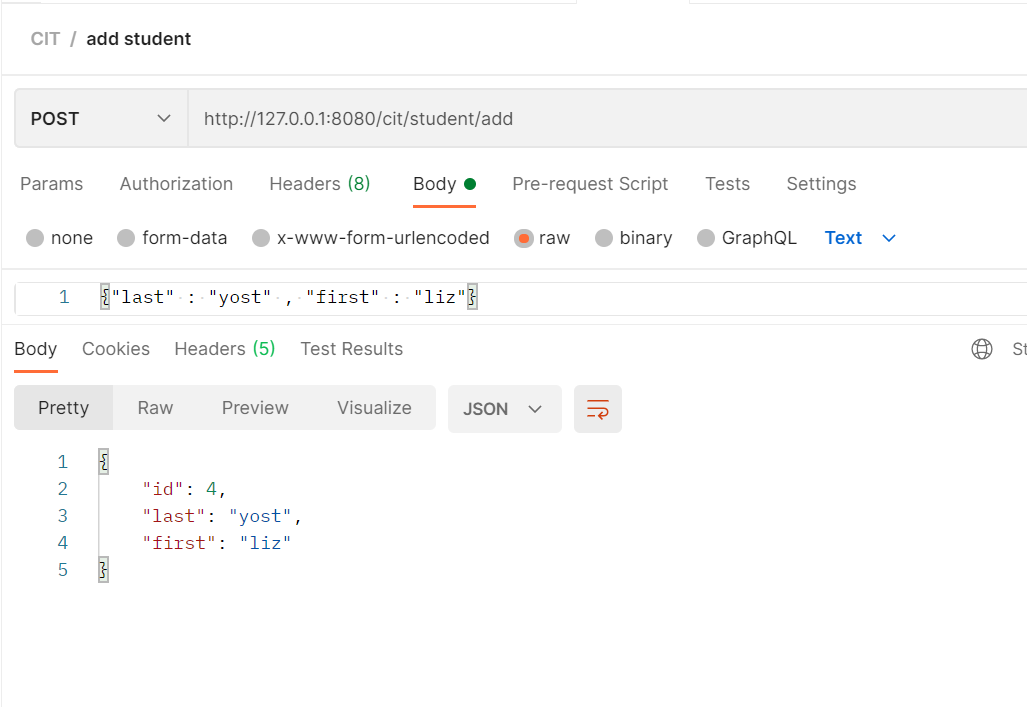 CIT / add student
POST http://127.0.0.1:8080/cit/student/add
Params Authorization Headers (8) Body Pre-request Script Tests Settings
none form-data x-www-form-urlencoded raw binary GraphQL Text
1 {"last" : "yost" , "first" : "liz"}
Body Cookies Headers (5) Test Results St
Pretty Raw Preview Visualize JSON
1 {
2 "id": 4,
3 "last": "yost",
4 "first": "liz"
5 }